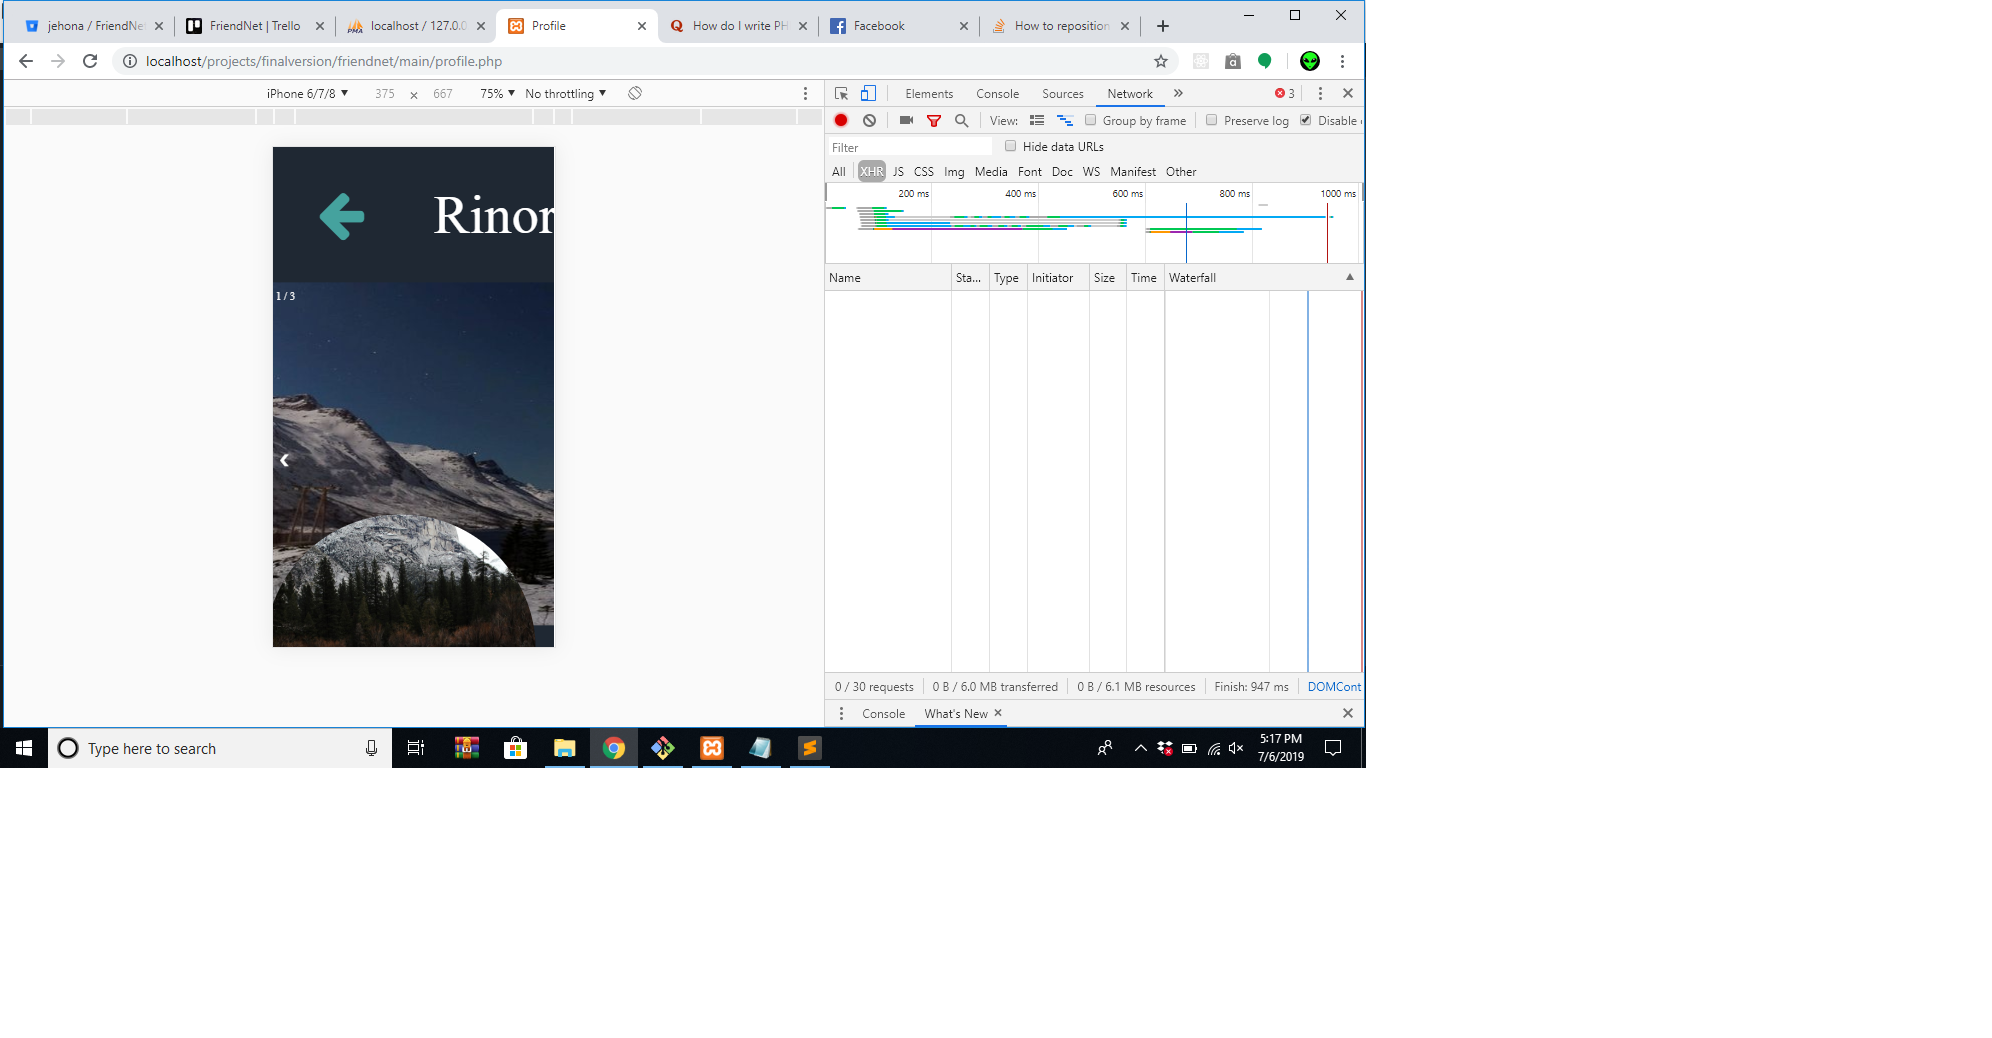 jehona / FriendNet
FriendNet | Trello
localhost / 127.0.0
Profile
How do I write PH
Facebook
How to reposition
localhost/projects/finalversion/friendnet/main/profile.php
iPhone 6/7/8 ▼ 375 × 667 75% ▼ No throttling ▼
Elements Console Sources Network » 3
View: Group by frame Preserve log Disable
Filter Hide data URLs
All XHR JS CSS Img Media Font Doc WS Manifest Other
200 ms 400 ms 600 ms 800 ms 1000 ms
Name Sta... Type Initiator Size Time Waterfall
Rinor
1 / 3
0 / 30 requests 0 B / 6.0 MB transferred 0 B / 6.1 MB resources Finish: 947 ms DOMCont
Console What's New
Type here to search
5:17 PM
7/6/2019